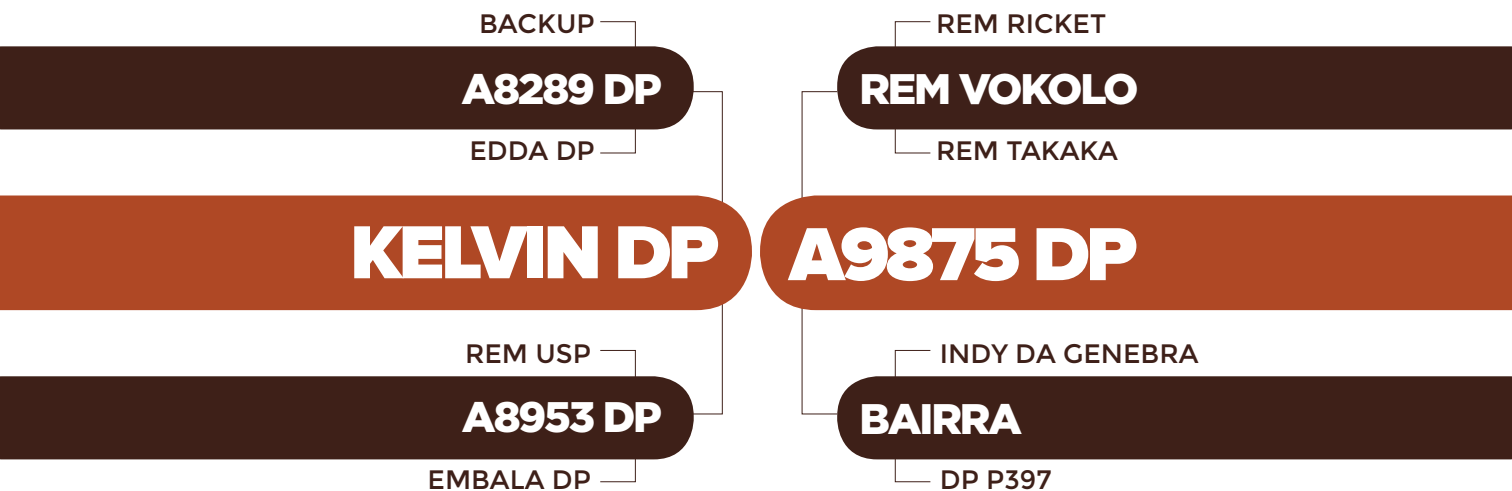 BACKUP
A8289 DP
EDDA DP
KELVIN DP
REM USP
A8953 DP
EMBALA DP
REM RICKET
REM VOKOLO
REM TAKAKA
A9875 DP
INDY DA GENEBRA
BAIRRA
DP P397